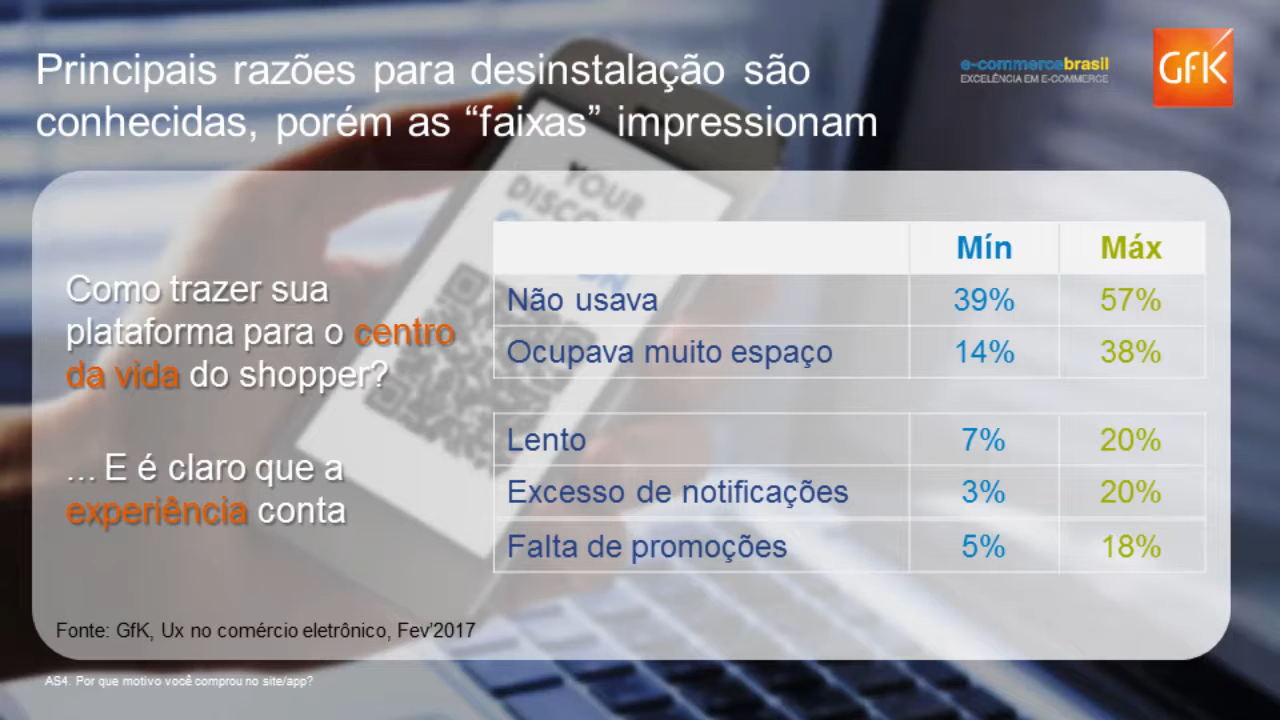 Principais razões para desinstalação são
conhecidas, porém as “faixas” impressionam
e-commercebrasil
EXCELÊNCIA EM E-COMMERCE
GfK
YOUR
DISCO
Como trazer sua
plataforma para o centro
da vida do shopper?
... E é claro que a
experiência conta
Mín Máx
Não usava 39% 57%
Ocupava muito espaço 14% 38%
Lento 7% 20%
Excesso de notificações 3% 20%
Falta de promoções 5% 18%
Fonte: GfK, Ux no comércio eletrônico, Fev’2017
AS4. Por que motivo você comprou no site/app?